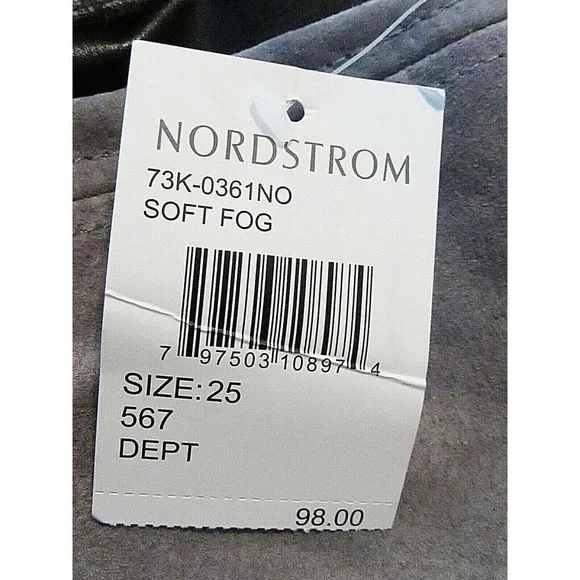 NORDSTROM
73K-0361NO
SOFT FOG
7 97503 10897 4
SIZE: 25
567
DEPT
98.00